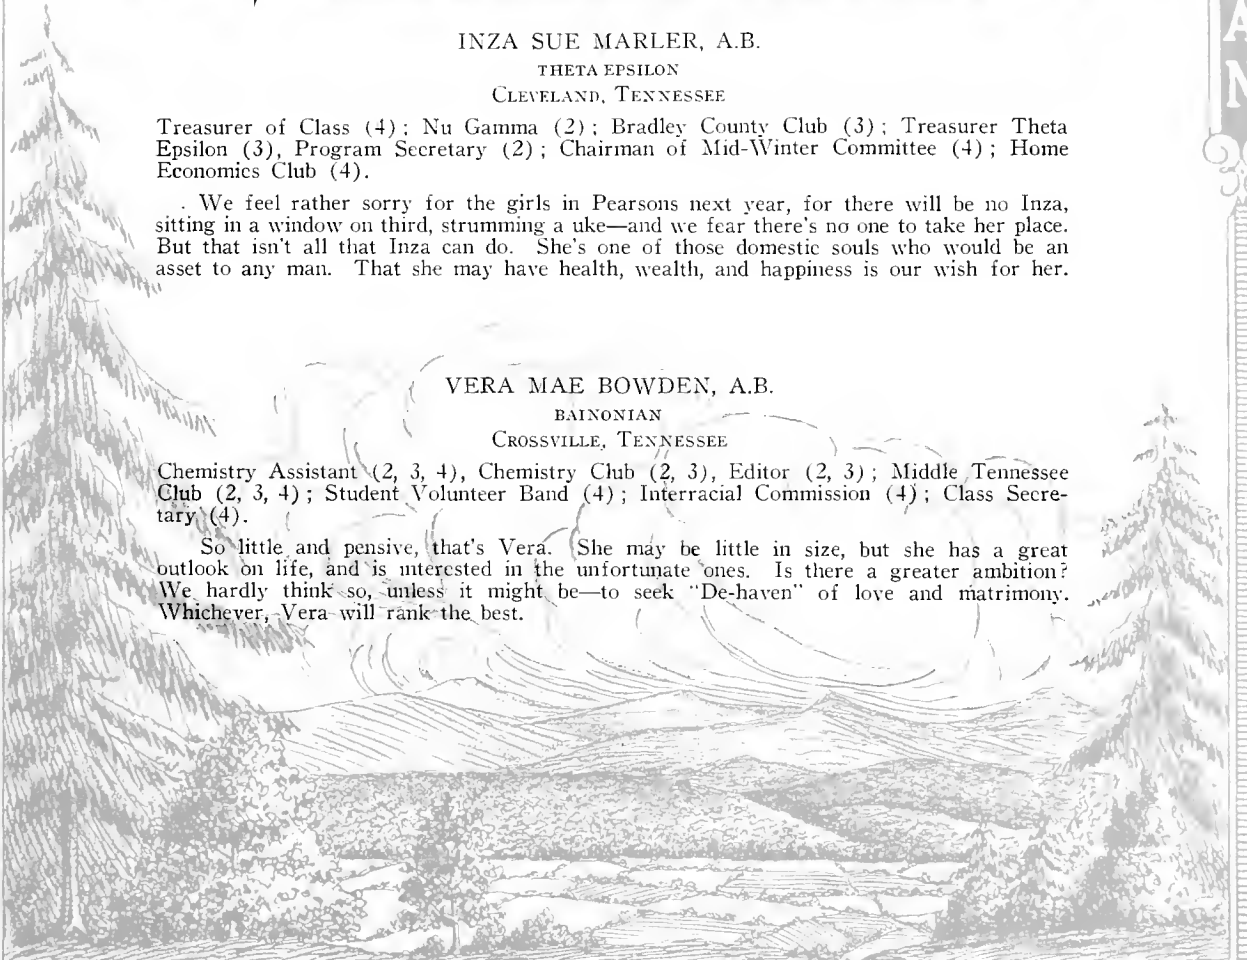 INZA SUE MARLER, A.B.
THETA EPSILON
CLEVELAND, TENNESSEE
Treasurer of Class (4); Nu Gamma (2); Bradley County Club (3); Treasurer Theta
Epsilon (3), Program Secretary (2); Chairman of Mid-Winter Committee (4); Home
Economics Club (4).
We feel rather sorry for the girls in Pearsons next year, for there will be no Inza,
sitting in a window on third, strumming a uke—and we fear there's no one to take her place.
But that isn't all that Inza can do. She's one of those domestic souls who would be an
asset to any man. That she may have health, wealth, and happiness is our wish for her.
VERA MAE BOWDEN, A.B.
BAINONIAN
CROSSVILLE, TENNESSEE
Chemistry Assistant (2, 3, 4), Chemistry Club (2, 3), Editor (2, 3); Middle Tennessee
Club (2, 3, 4); Student Volunteer Band (4); Interracial Commission (4); Class Secre-
tary (4).
So little and pensive, that's Vera. She may be little in size, but she has a great
outlook on life, and is interested in the unfortunate ones. Is there a greater ambition?
We hardly think so, unless it might be—to seek "De-haven" of love and matrimony.
Whichever, Vera will rank the best.